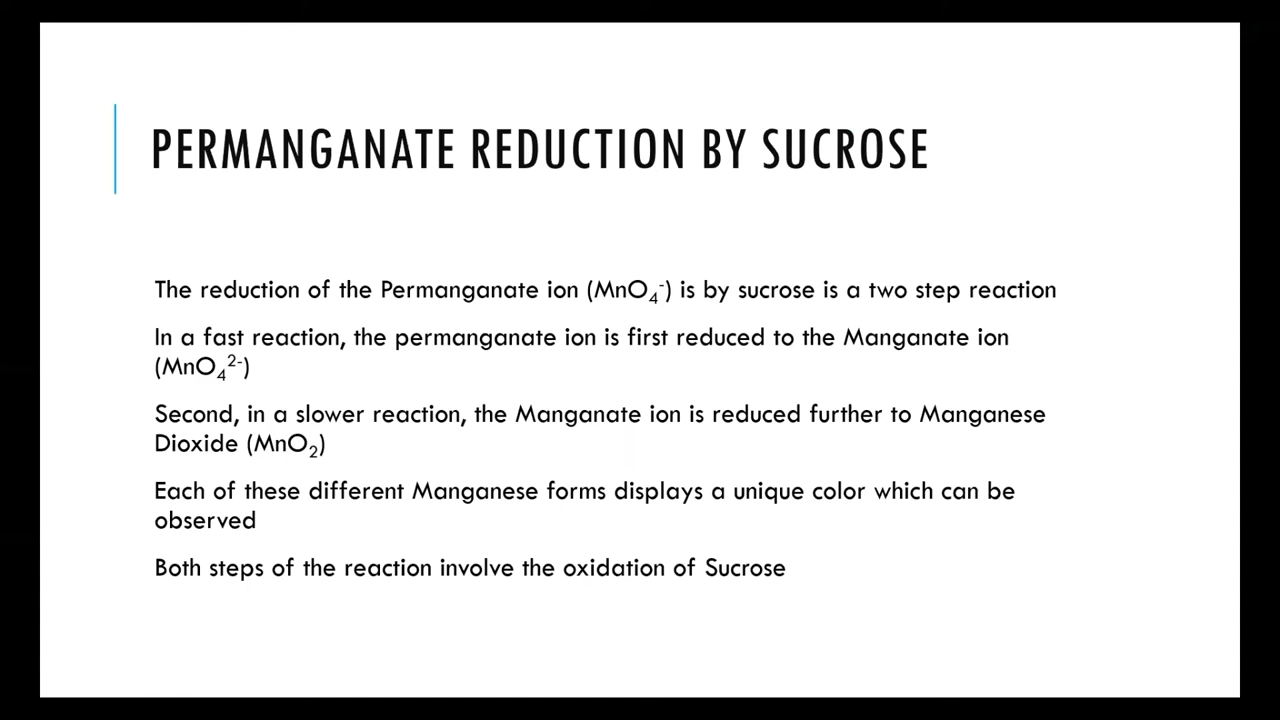 PERMANGANATE REDUCTION BY SUCROSE
The reduction of the Permanganate ion (MnO₄⁻) is by sucrose is a two step reaction
In a fast reaction, the permanganate ion is first reduced to the Manganate ion
(MnO₄²⁻)
Second, in a slower reaction, the Manganate ion is reduced further to Manganese
Dioxide (MnO₂)
Each of these different Manganese forms displays a unique color which can be
observed
Both steps of the reaction involve the oxidation of Sucrose